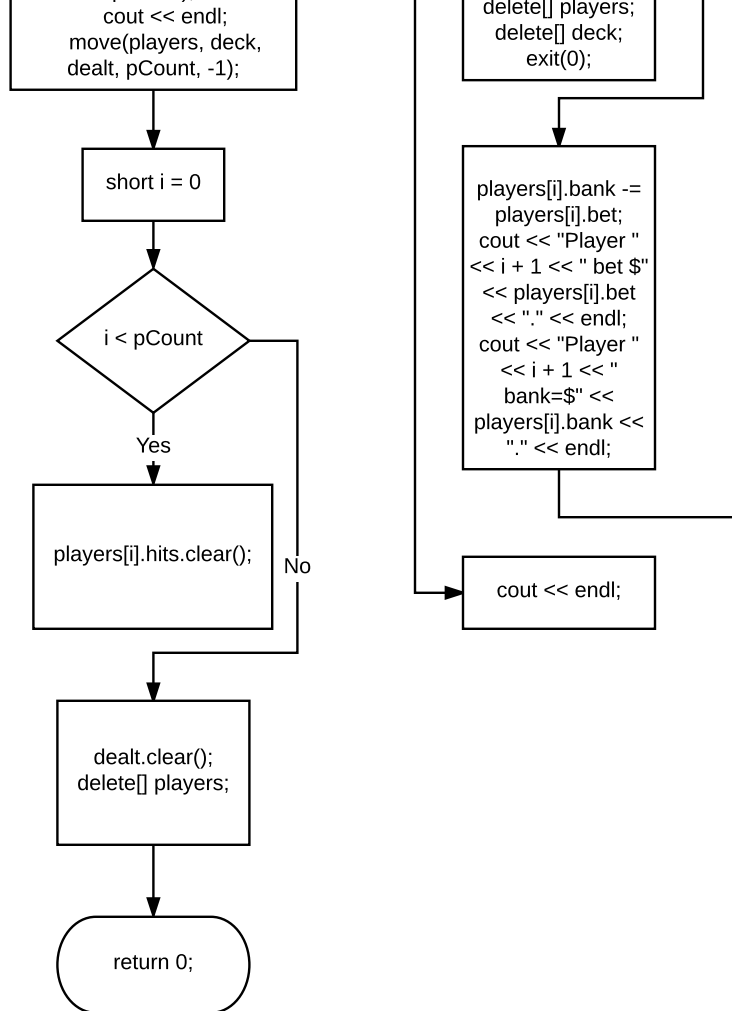 cout << endl;
move(players, deck,
dealt, pCount, -1);
short i = 0
i < pCount
Yes
players[i].hits.clear();
No
dealt.clear();
delete[] players;
return 0;
delete[] players;
delete[] deck;
exit(0);
players[i].bank -=
players[i].bet;
cout << "Player "
<< i + 1 << " bet $"
<< players[i].bet
<< "." << endl;
cout << "Player "
<< i + 1 << "
bank=$" <<
players[i].bank <<
"." << endl;
cout << endl;